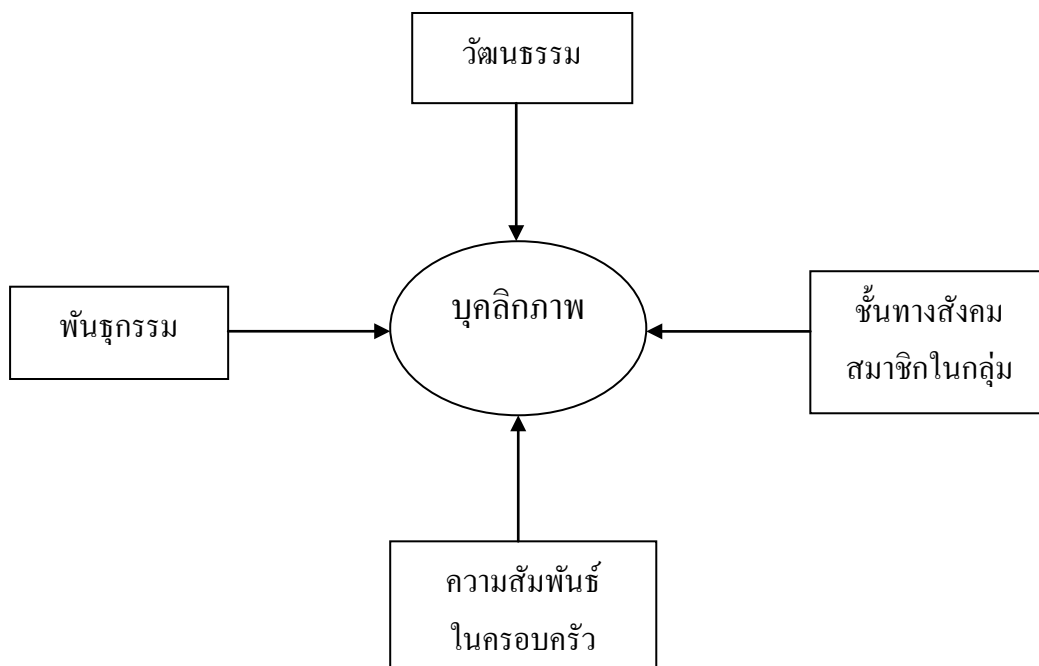 วัฒนธรรม
พันธุกรรม
บุคลิกภาพ
ชั้นทางสังคม
สมาชิกในกลุ่ม
ความสัมพันธ์
ในครอบครัว